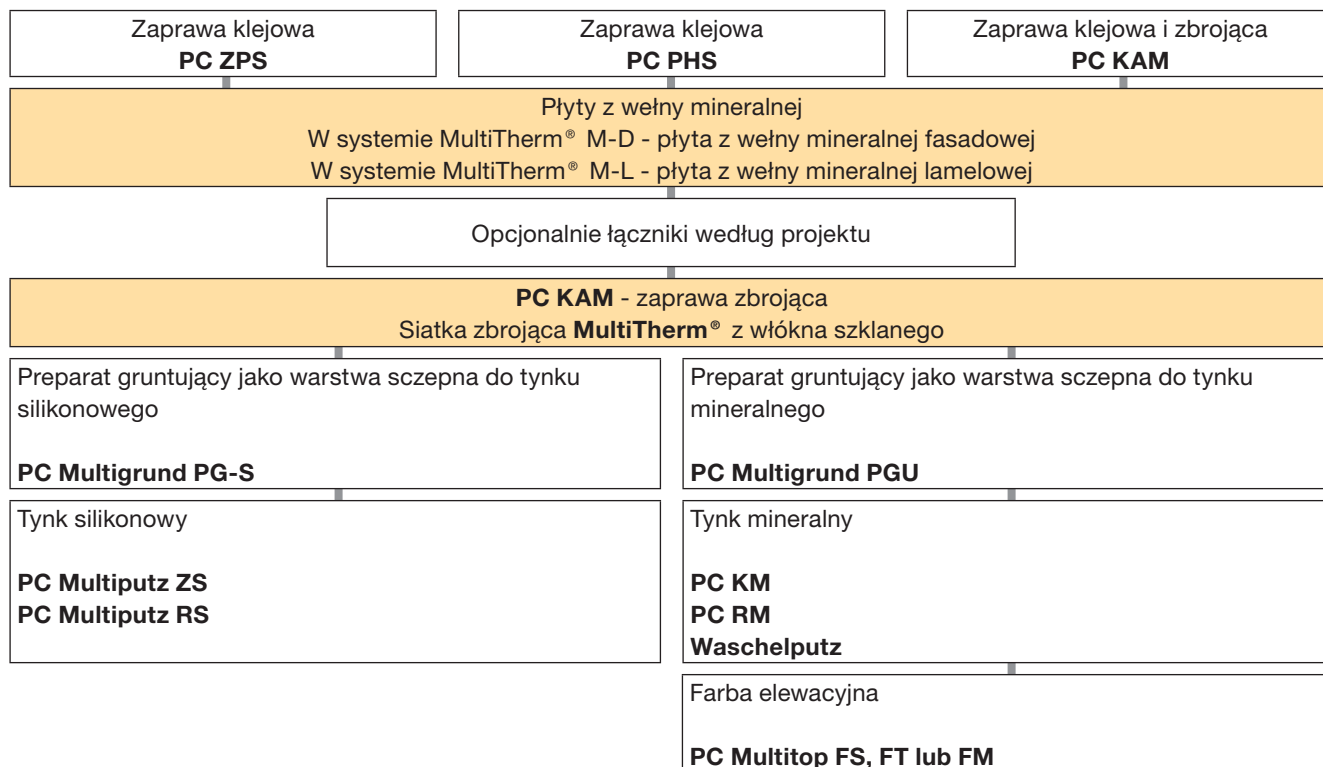 Zaprawa klejowa
PC ZPS
Zaprawa klejowa
PC PHS
Zaprawa klejowa i zbrojąca
PC KAM
Płyty z wełny mineralnej
W systemie MultiTherm® M-D - płyta z wełny mineralnej fasadowej
W systemie MultiTherm® M-L - płyta z wełny mineralnej lamelowej
Opcjonalnie łączniki według projektu
PC KAM - zaprawa zbrojąca
Siatka zbrojąca MultiTherm® z włókna szklanego
Preparat gruntujący jako warstwa sczepna do tynku
silikonowego
PC Multigrund PG-S
Preparat gruntujący jako warstwa sczepna do tynku
mineralnego
PC Multigrund PGU
Tynk silikonowy
PC Multiputz ZS
PC Multiputz RS
Tynk mineralny
PC KM
PC RM
Waschelputz
Farba elewacyjna
PC Multitop FS, FT lub FM